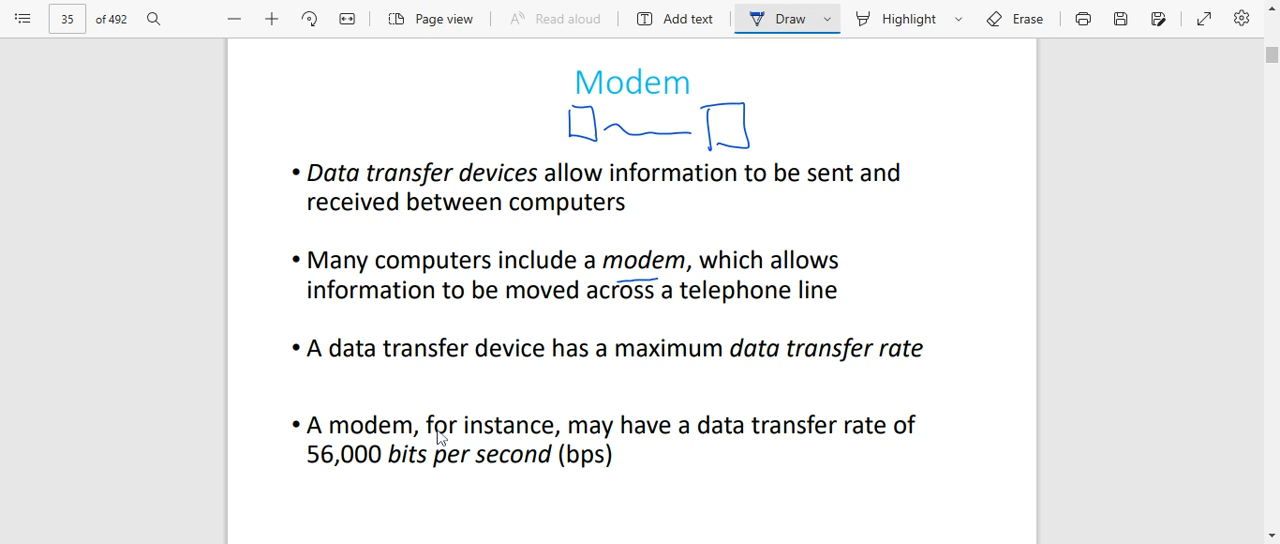 35 of 492 Page view Read aloud Add text Draw Highlight Erase
Modem
• Data transfer devices allow information to be sent and
received between computers
• Many computers include a modem, which allows
information to be moved across a telephone line
• A data transfer device has a maximum data transfer rate
• A modem, for instance, may have a data transfer rate of
56,000 bits per second (bps)